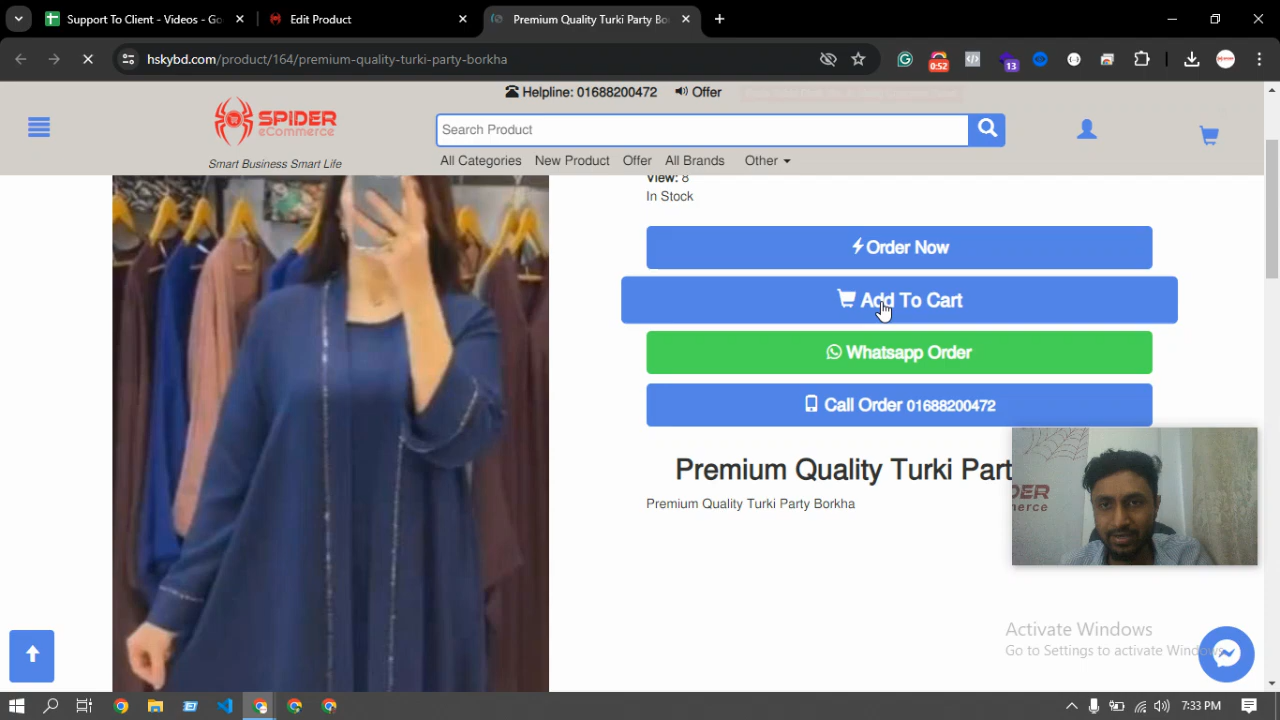 Support To Client - Videos - Go
Edit Product
Premium Quality Turki Party Bo
hskybd.com/product/164/premium-quality-turki-party-borkha
0:52
13
Helpline: 01688200472
Offer
SPIDER
eCommerce
Smart Business Smart Life
Search Product
All Categories
New Product
Offer
All Brands
Other
View: 8
In Stock
Order Now
Add To Cart
Whatsapp Order
Call Order 01688200472
Premium Quality Turki Part
Premium Quality Turki Party Borkha
DER
merce
Activate Windows
Go to Settings to activate Windows
7:33 PM